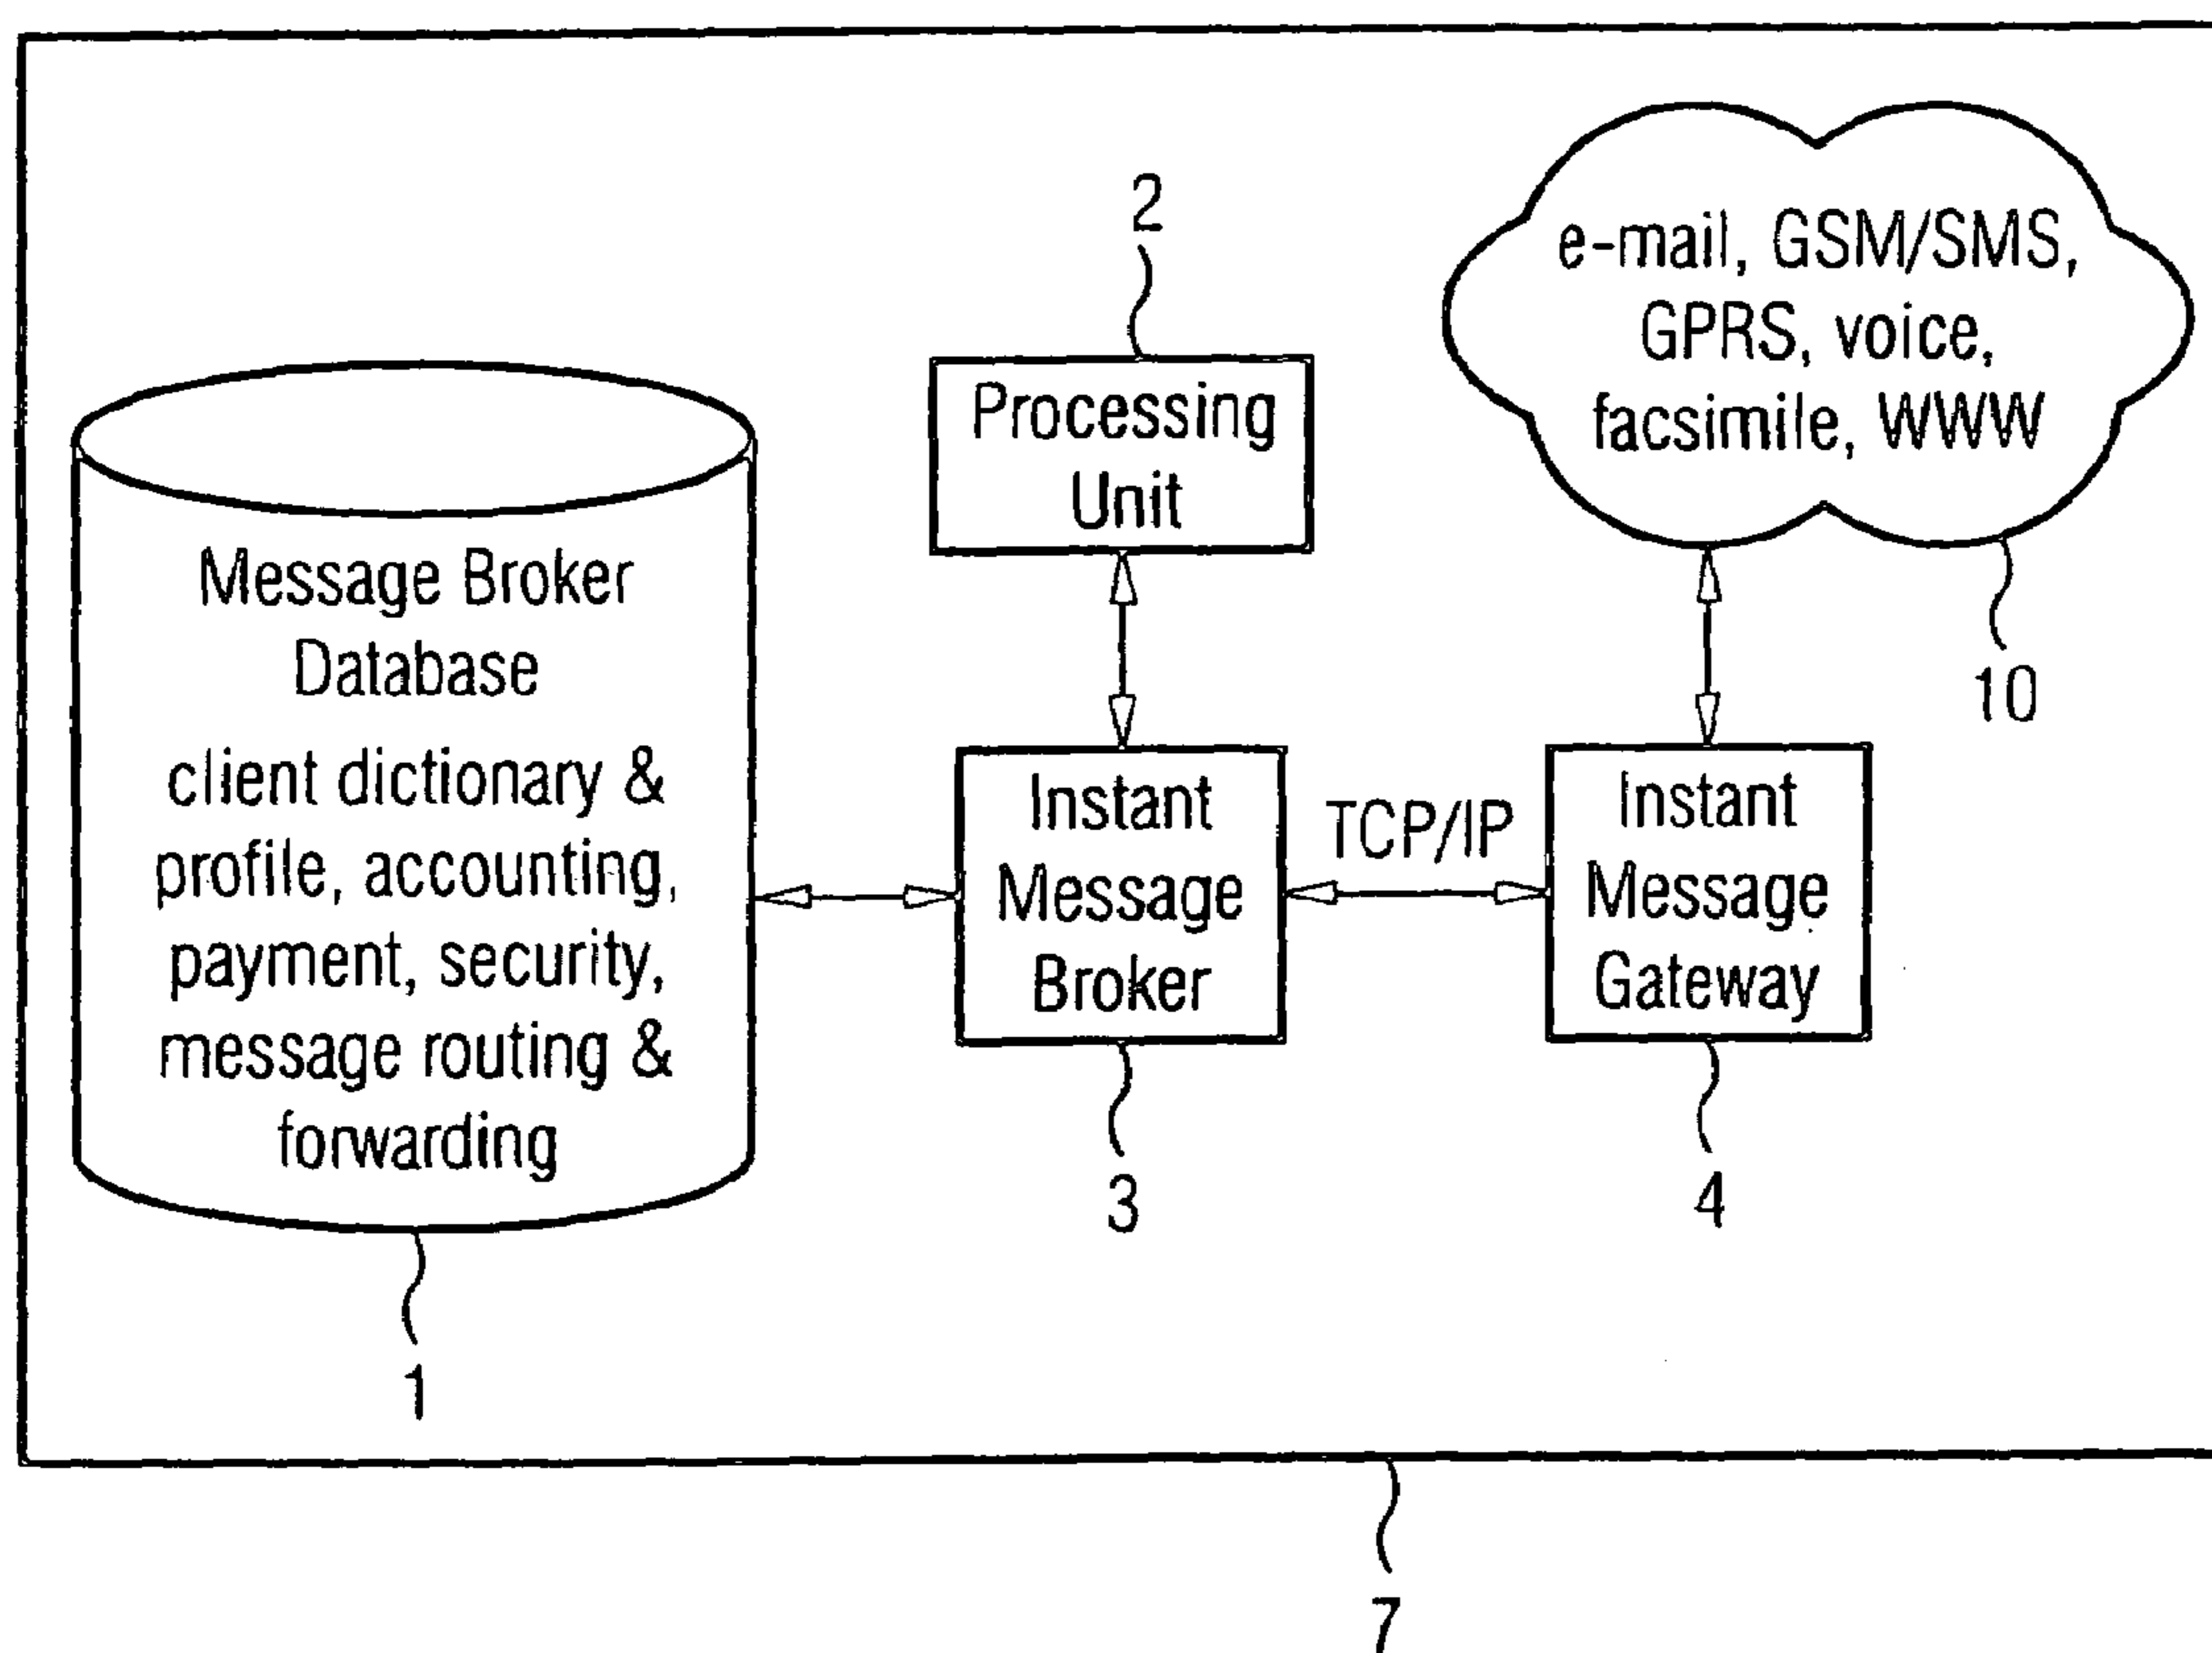 2
e-mail, GSM/SMS,
GPRS, voice,
facsimile, WWW
10
Processing
Unit
Message Broker
Database
client dictionary &
profile, accounting,
payment, security,
message routing &
forwarding
1
Instant
Message
Broker
3
TCP/IP
Instant
Message
Gateway
4
7